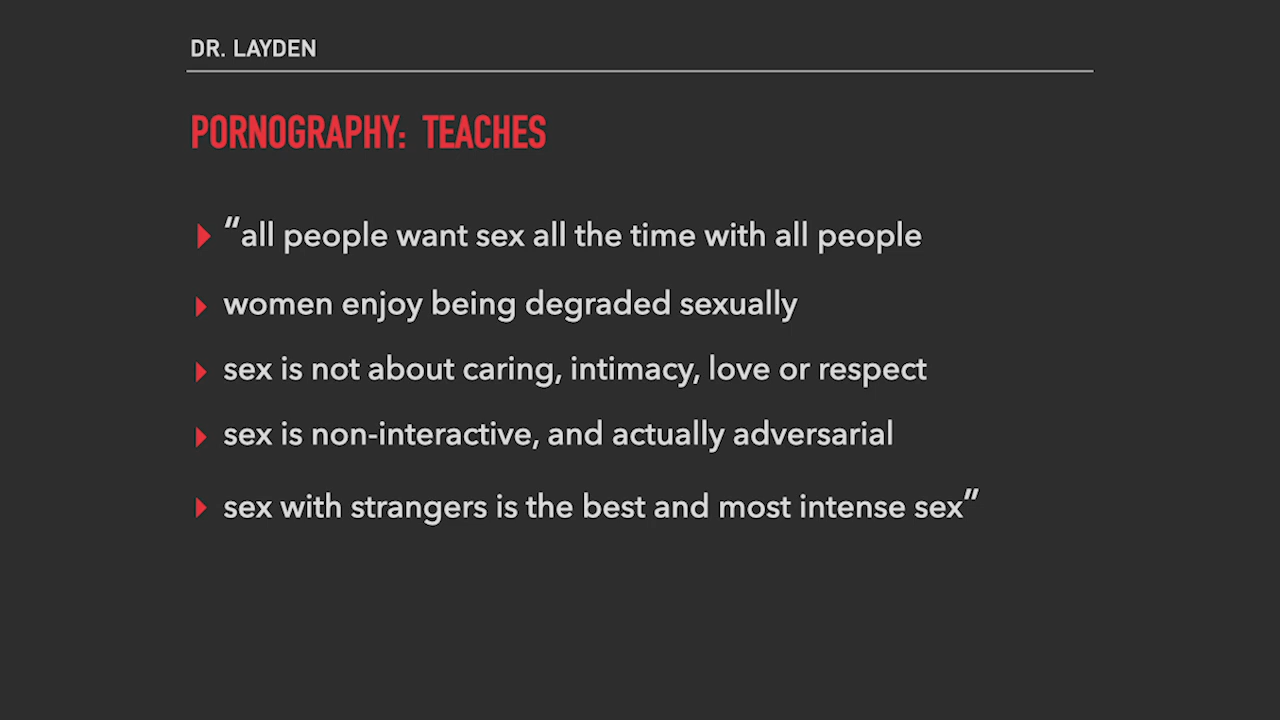 DR. LAYDEN
PORNOGRAPHY: TEACHES
“all people want sex all the time with all people
women enjoy being degraded sexually
sex is not about caring, intimacy, love or respect
sex is non-interactive, and actually adversarial
sex with strangers is the best and most intense sex”